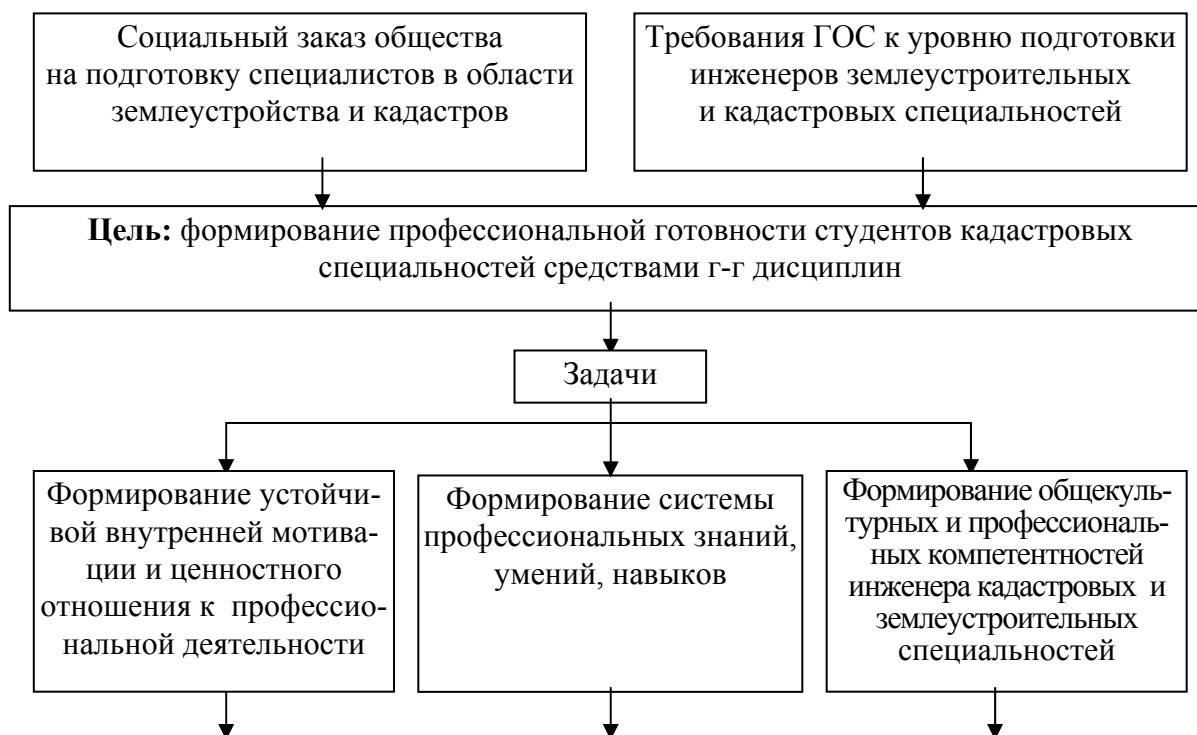 Социальный заказ общества
на подготовку специалистов в области
землеустройства и кадастров
Требования ГОС к уровню подготовки
инженеров землеустроительных
и кадастровых специальностей
Цель: формирование профессиональной готовности студентов кадастровых
специальностей средствами г-г дисциплин
Задачи
Формирование устойчи-
вой внутренней мотива-
ции и ценностного
отношения к профессио-
нальной деятельности
Формирование системы
профессиональных знаний,
умений, навыков
Формирование общекуль-
турных и профессиональ-
ных компетентностей
инженера кадастровых и
землеустроительных
специальностей